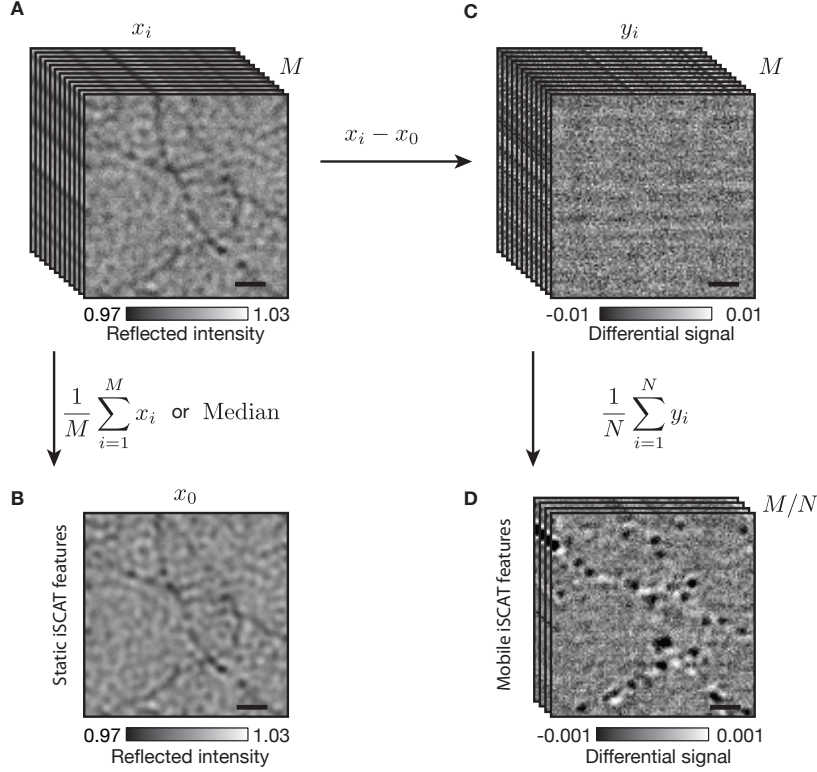 A
x_i
M
0.97 1.03
Reflected intensity
x_i − x_0
C
y_i
M
-0.01 0.01
Differential signal
1/M ∑_{i=1}^{M} x_i or Median
1/N ∑_{i=1}^{N} y_i
B
x_0
Static iSCAT features
0.97 1.03
Reflected intensity
D
M/N
Mobile iSCAT features
-0.001 0.001
Differential signal